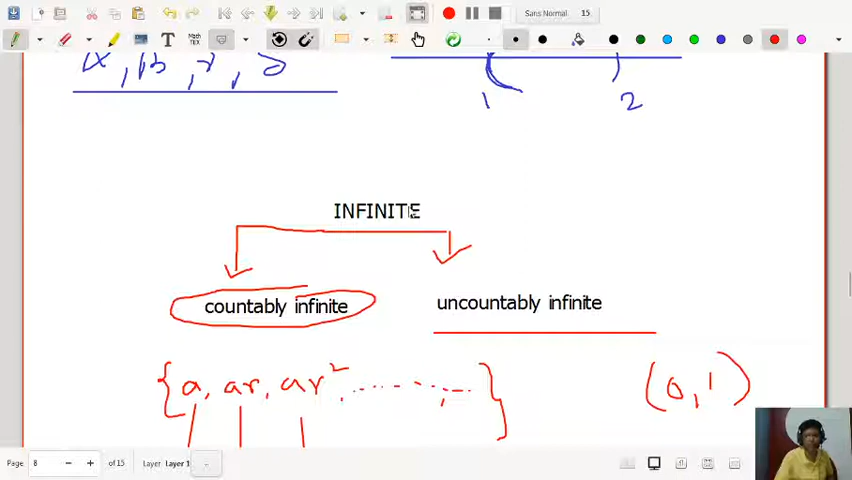 Sans Normal 15
α, β, γ, δ
1 2
INFINITE
countably infinite uncountably infinite
{ a, ar, ar², ........, }
(0,1)
Page 8 of 15 Layer Layer 1